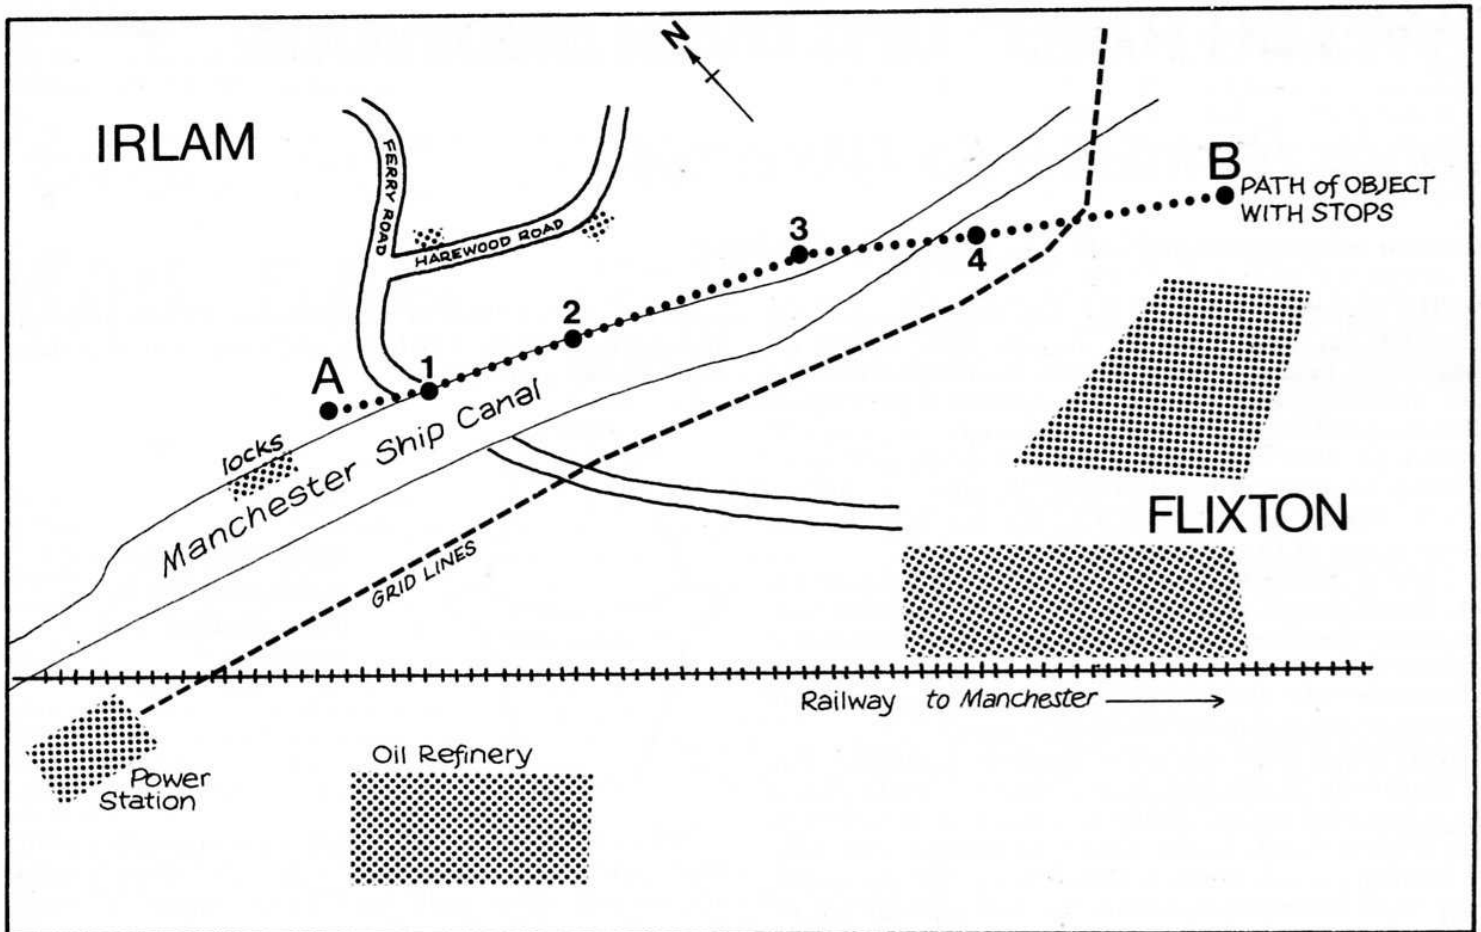 N
IRLAM
FERRY ROAD
HAREWOOD ROAD
B
PATH of OBJECT
WITH STOPS
3
4
2
A
1
locks
Manchester Ship Canal
GRID LINES
FLIXTON
Railway to Manchester
Power
Station
Oil Refinery